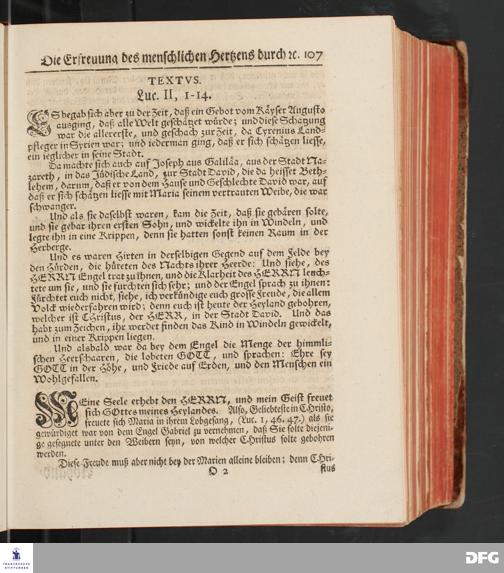 Die Erfreuung des menschlichen Hertzens durch ꝛc. 107
TEXTVS.
Luc. II, 1-14.
ES begab sich aber zu der Zeit, daß ein Gebot vom Käyser Augusto
ausging, daß alle Welt geschätzet würde; und diese Schatzung
war die allererste, und geschach zur Zeit, da Cyrenius Land-
pfleger in Syrien war; und iederman ging, daß er sich schätzen liesse,
ein ieglicher in seine Stadt.
Da machte sich auch auf Joseph aus Galiläa, aus der Stadt Na-
zareth, in das Jüdische Land, zur Stadt David, die da heisset Beth-
lehem, darum, daß er von dem Hause und Geschlechte David war, auf
daß er sich schätzen liesse mit Maria seinem vertrauten Weibe, die war
schwanger.
Und als sie daselbst waren, kam die Zeit, daß sie gebären solte,
und sie gebar ihren ersten Sohn, und wickelte ihn in Windeln, und
legte ihn in eine Krippen, denn sie hatten sonst keinen Raum in der
Herberge.
Und es waren Hirten in derselbigen Gegend auf dem Felde bey
den Hürden, die hüteten des Nachts ihrer Heerde: Und siehe, des
HERRN Engel trat zu ihnen, und die Klarheit des HERRN leuch-
tete um sie, und sie furchten sich sehr; und der Engel sprach zu ihnen:
Fürchtet euch nicht, siehe, ich verkündige euch grosse Freude, die allem
Volck wiederfahren wird; denn euch ist heute der Heyland gebohren,
welcher ist CHristus, der HERR, in der Stadt David. Und das
habt zum Zeichen, ihr werdet finden das Kind in Windeln gewickelt,
und in einer Krippen liegen.
Und alsbald war da bey dem Engel die Menge der himmli-
schen Heerschaaren, die lobeten GOTT, und sprachen: Ehre sey
GOTT in der Höhe, und Friede auf Erden, und den Menschen ein
Wohlgefallen.
MEine Seele erhebt den HERRN, und mein Geist freuet
sich GOttes meines Heylandes. Also, Geliebteste in CHristo,
freuete sich Maria in ihrem Lobgesang, (Luc. 1, 46. 47.) als sie
gewürdiget war von dem Engel Gabriel zu vernehmen, daß Sie solte diejeni-
ge gesegnete unter den Weibern seyn, von welcher CHristus solte gebohren
werden.
Diese Freude muß aber nicht bey der Marien alleine bleiben; denn CHri-
O 2 stus
FRANCKESCHE
STIFTUNGEN
DFG